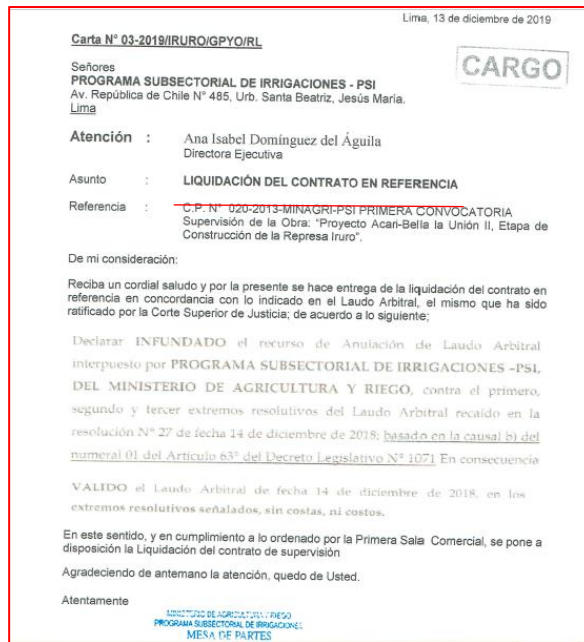 Lima, 13 de diciembre de 2019
Carta N° 03-2019/IRURO/GPYO/RL
CARGO
Señores
PROGRAMA SUBSECTORIAL DE IRRIGACIONES - PSI
Av. República de Chile N° 485, Urb. Santa Beatriz, Jesús María.
Lima
Atención : Ana Isabel Domínguez del Águila
Directora Ejecutiva
Asunto : LIQUIDACIÓN DEL CONTRATO EN REFERENCIA
Referencia : C.P. N° 020-2013-MINAGRI-PSI PRIMERA CONVOCATORIA
Supervisión de la Obra: "Proyecto Acarí-Bella la Unión II, Etapa de
Construcción de la Represa Iruro".
De mi consideración:
Reciba un cordial saludo y por la presente se hace entrega de la liquidación del contrato en
referencia en concordancia con lo indicado en el Laudo Arbitral, el mismo que ha sido
ratificado por la Corte Superior de Justicia; de acuerdo a lo siguiente;
Declarar INFUNDADO el recurso de Anulación de Laudo Arbitral
interpuesto por PROGRAMA SUBSECTORIAL DE IRRIGACIONES –PSI,
DEL MINISTERIO DE AGRICULTURA Y RIEGO, contra el primero,
segundo y tercer extremos resolutivos del Laudo Arbitral recaído en la
resolución N° 27 de fecha 14 de diciembre de 2018; basado en la causal b) del
numeral 01 del Artículo 63° del Decreto Legislativo N° 1071 En consecuencia
VALIDO el Laudo Arbitral de fecha 14 de diciembre de 2018, en los
extremos resolutivos señalados, sin costas, ni costos.
En este sentido, y en cumplimiento a lo ordenado por la Primera Sala Comercial, se pone a
disposición la Liquidación del contrato de supervisión
Agradeciendo de antemano la atención, quedo de Usted.
Atentamente
MINISTERIO DE AGRICULTURA Y RIEGO
PROGRAMA SUBSECTORIAL DE IRRIGACIONES
MESA DE PARTES